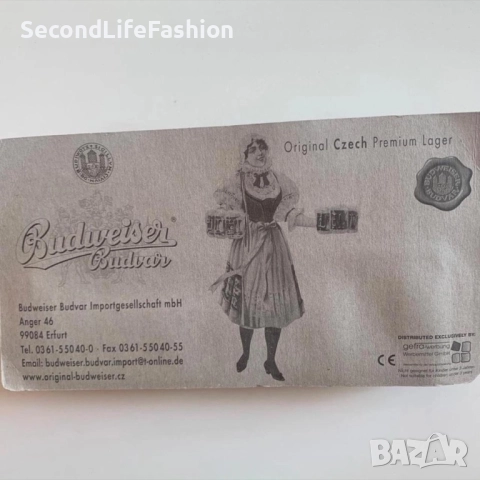 SecondLifeFashion
Original Czech Premium Lager
Budweiser
Budvar
Budweiser Budvar Importgesellschaft mbH
Anger 46
99084 Erfurt
Tel. 0361-55040-0 · Fax 0361-55040-55
Email: budweiser.budvar.import@t-online.de
www.original-budweiser.cz
DISTRIBUTED EXCLUSIVELY BY
CE
BAZAR